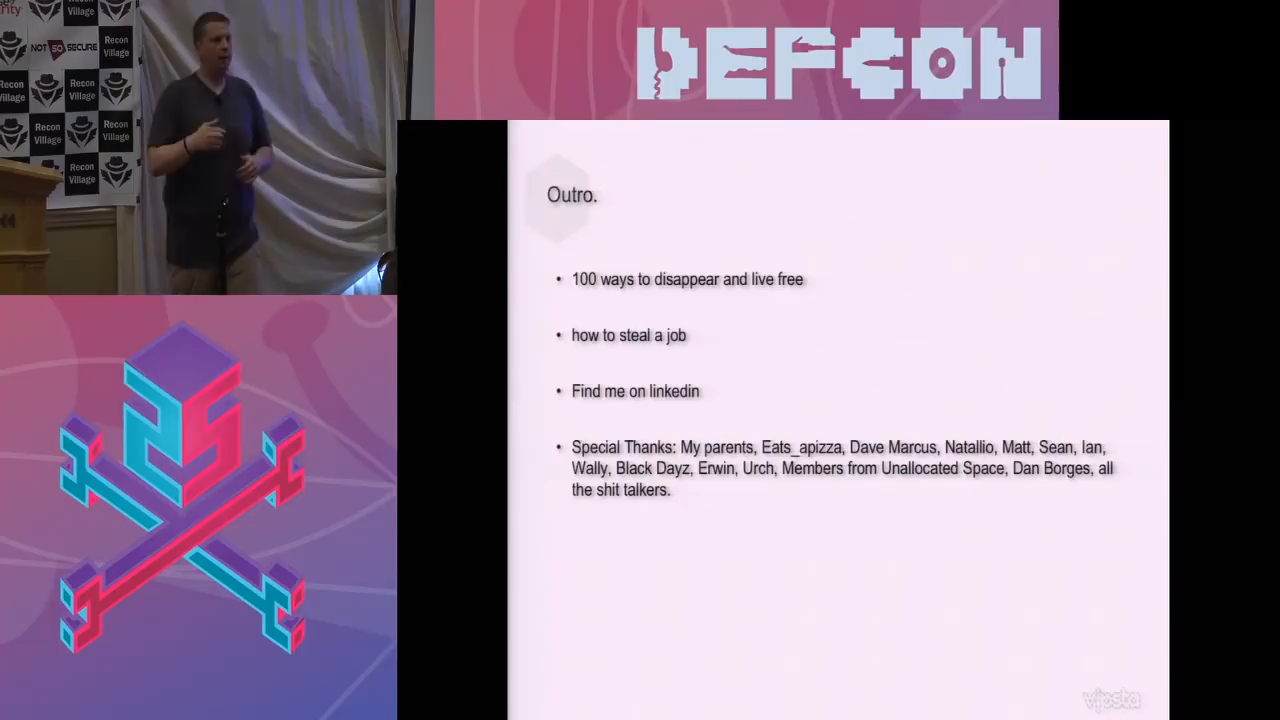 rity
NOT SO SECURE
Recon
Village
Recon
Village
Recon
Village
Recon
Village
Recon
Village
Recon
Village
DEFCON
Outro.
• 100 ways to disappear and live free
• how to steal a job
• Find me on linkedin
• Special Thanks: My parents, Eats_apizza, Dave Marcus, Natallio, Matt, Sean, Ian,
Wally, Black Dayz, Erwin, Urch, Members from Unallocated Space, Dan Borges, all
the shit talkers.
vipsta